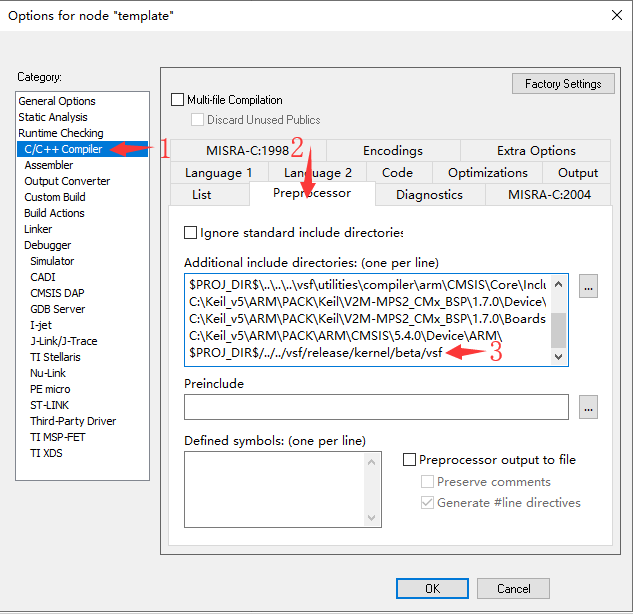 Options for node "template"
Category:
General Options
Static Analysis
Runtime Checking
C/C++ Compiler
Assembler
Output Converter
Custom Build
Build Actions
Linker
Debugger
Simulator
CADI
CMSIS DAP
GDB Server
I-jet
J-Link/J-Trace
TI Stellaris
Nu-Link
PE micro
ST-LINK
Third-Party Driver
TI MSP-FET
TI XDS
1
Factory Settings
Multi-file Compilation
Discard Unused Publics
MISRA-C:1998 2 Encodings Extra Options
Language 1 Language 2 Code Optimizations Output
List Preprocessor Diagnostics MISRA-C:2004
Ignore standard include directories
Additional include directories: (one per line)
$PROJ_DIR$\..\..\..\vsf\utilities\compiler\arm\CMSIS\Core\Inclu
C:\Keil_v5\ARM\PACK\Keil\V2M-MPS2_CMx_BSP\1.7.0\Device\
C:\Keil_v5\ARM\PACK\Keil\V2M-MPS2_CMx_BSP\1.7.0\Boards
C:\Keil_v5\ARM\PACK\ARM\CMSIS\5.4.0\Device\ARM\
$PROJ_DIR$/../../vsf/release/kernel/beta/vsf 3
...
Preinclude
...
Defined symbols: (one per line)
Preprocessor output to file
Preserve comments
Generate #line directives
OK Cancel